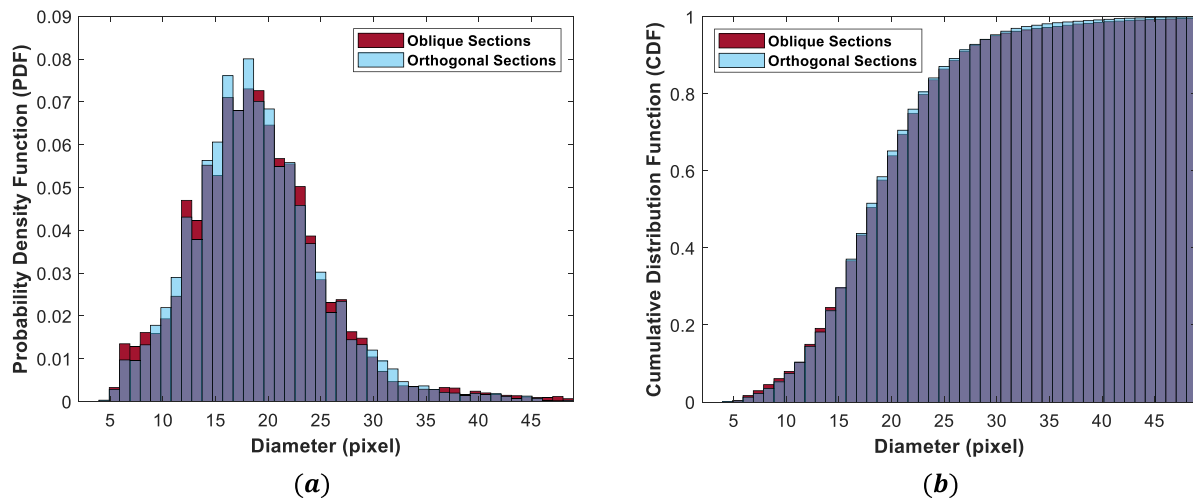 0.09
0.08
0.07
0.06
0.05
0.04
0.03
0.02
0.01
0
Probability Density Function (PDF)
Oblique Sections
Orthogonal Sections
5 10 15 20 25 30 35 40 45
Diameter (pixel)
(a)
1
0.8
0.6
0.4
0.2
0
Cumulative Distribution Function (CDF)
Oblique Sections
Orthogonal Sections
5 10 15 20 25 30 35 40 45
Diameter (pixel)
(b)